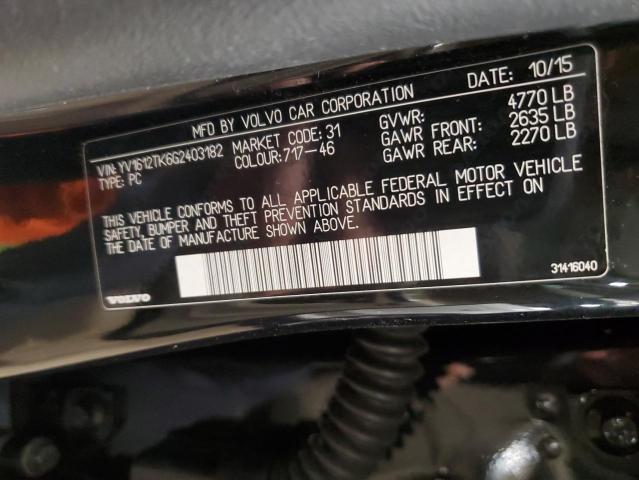 MFD BY VOLVO CAR CORPORATION DATE: 10/15
VIN: YV1612TK6G2403182 MARKET CODE: 31 GVWR: 4770 LB
TYPE: PC COLOUR: 717-46 GAWR FRONT: 2635 LB
GAWR REAR: 2270 LB
THIS VEHICLE CONFORMS TO ALL APPLICABLE FEDERAL MOTOR VEHICLE
SAFETY, BUMPER AND THEFT PREVENTION STANDARDS IN EFFECT ON
THE DATE OF MANUFACTURE SHOWN ABOVE.
VOLVO 31416040